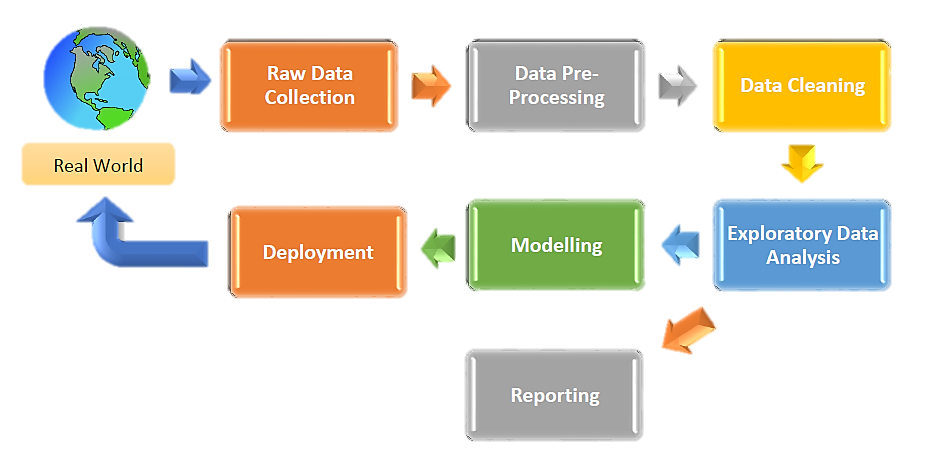 Raw Data
Collection
Data Pre-
Processing
Data Cleaning
Real World
Deployment
Modelling
Exploratory Data
Analysis
Reporting